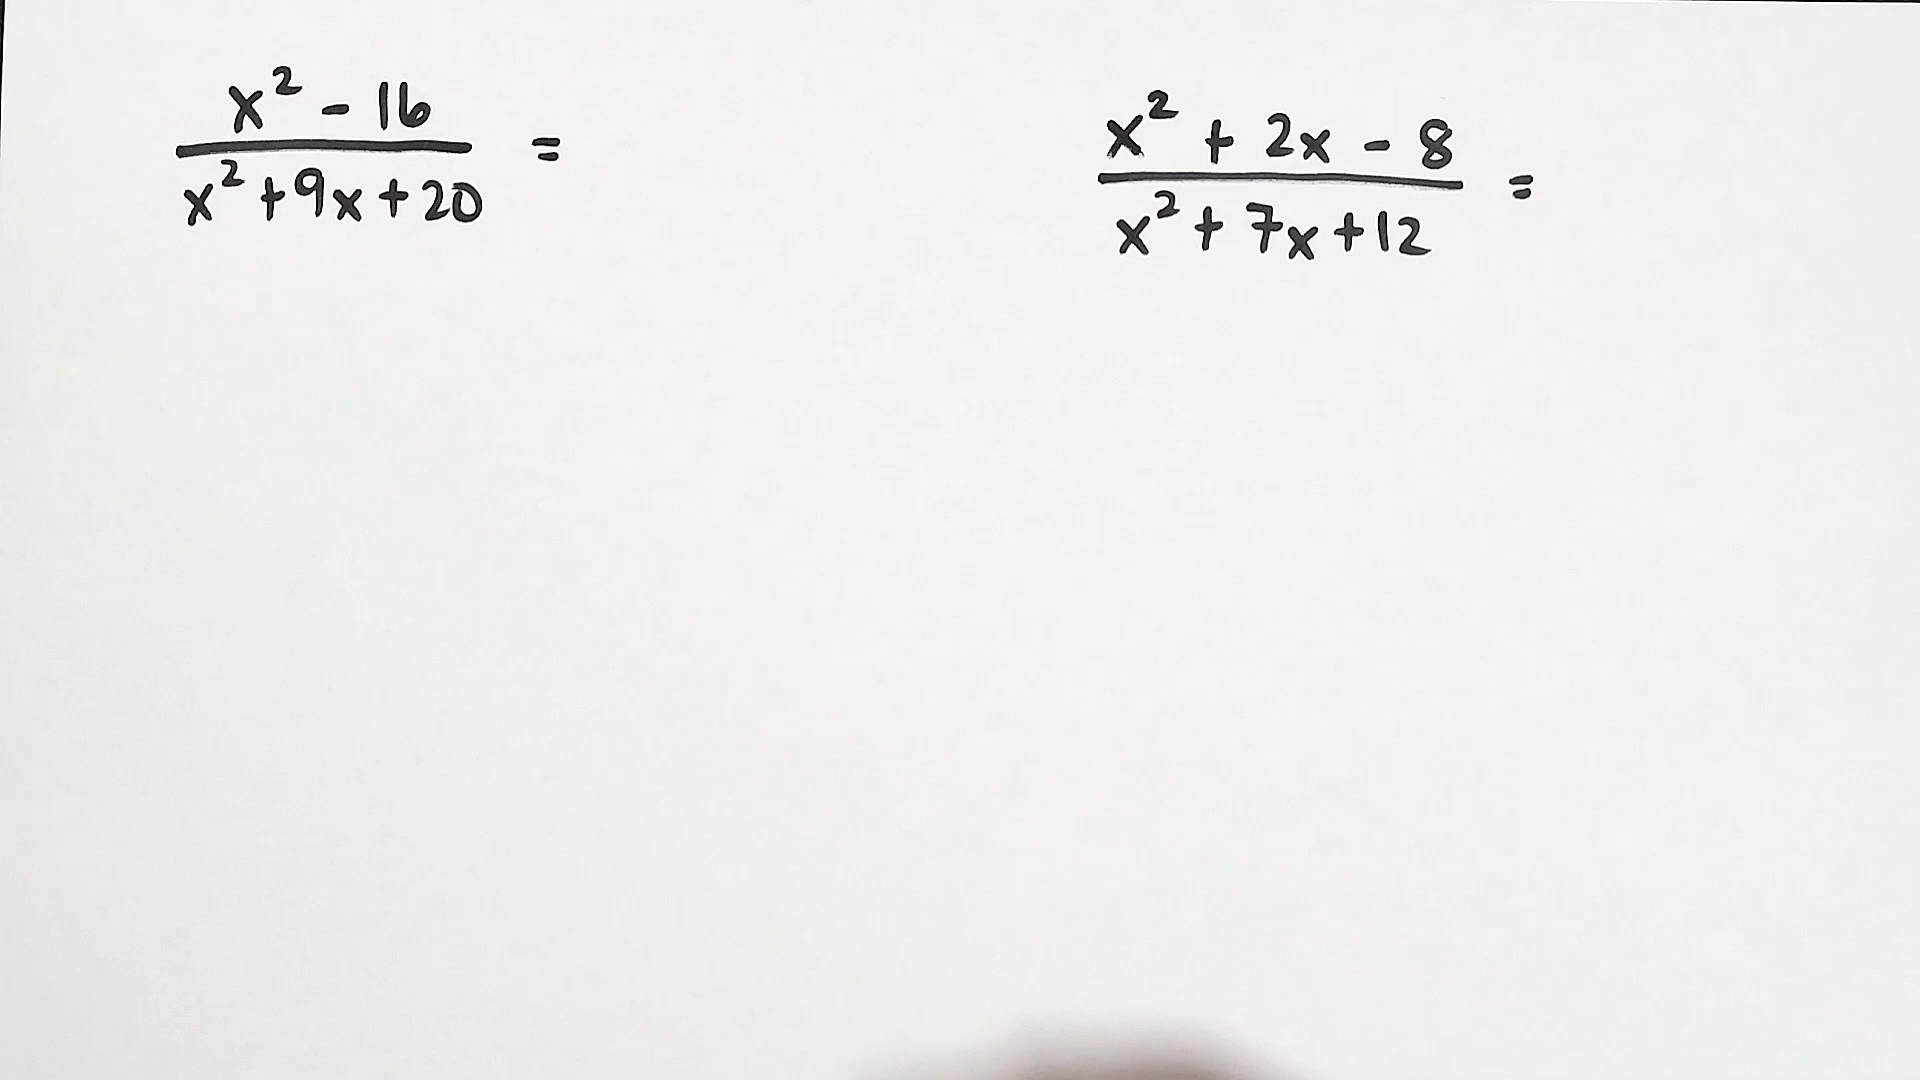 x² - 16
x² + 9x + 20 =
x² + 2x - 8
x² + 7x + 12 =